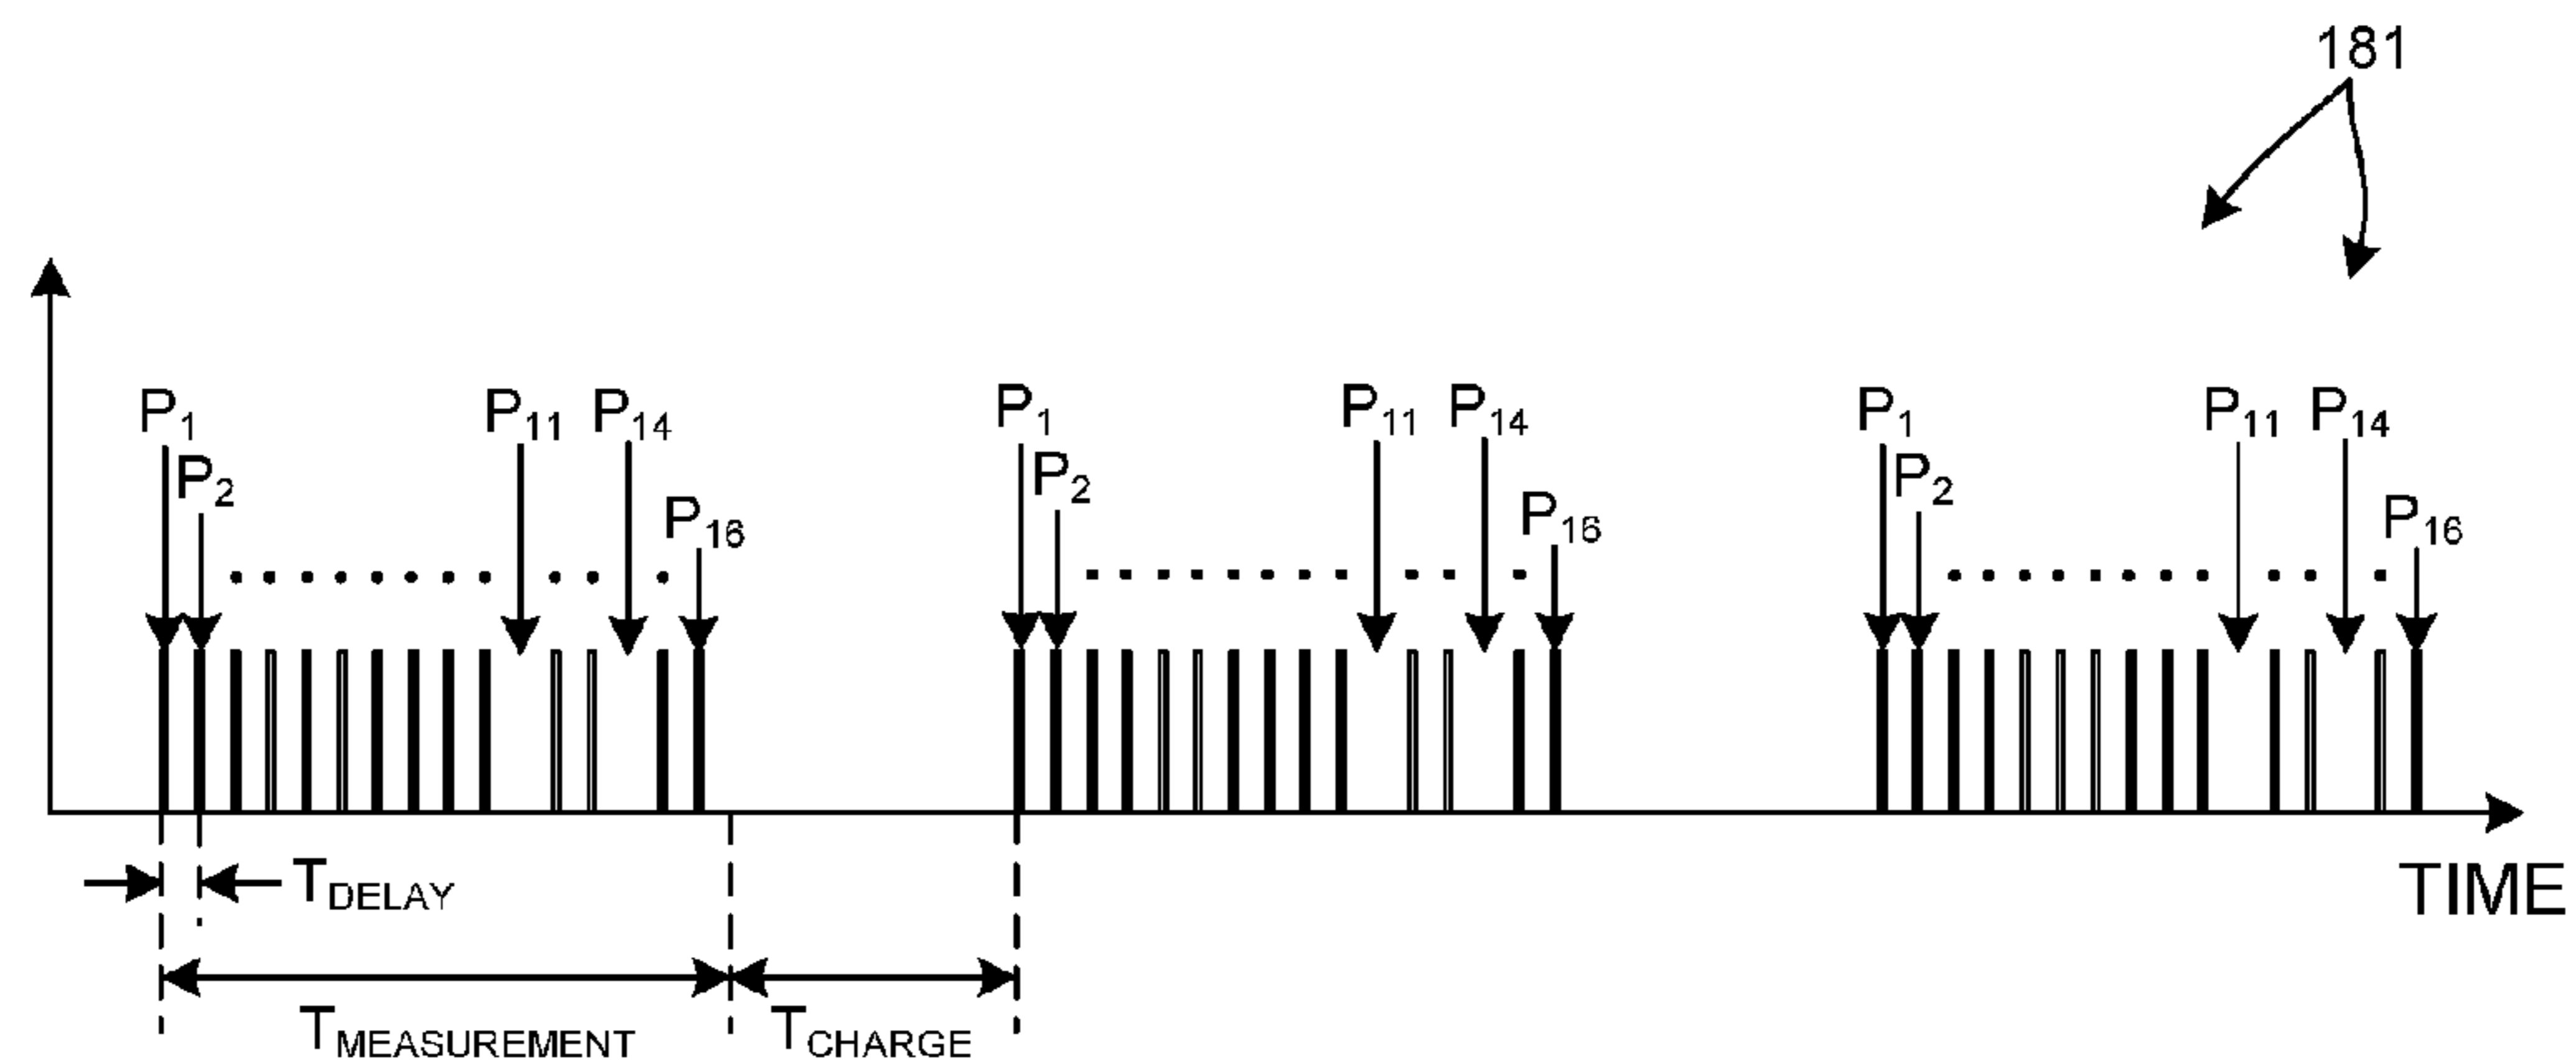 181
P1 P11 P14 P1 P11 P14 P1 P11 P14
P2 P2 P2
P16 P16 P16
TDELAY
TIME
TMEASUREMENT TCHARGE